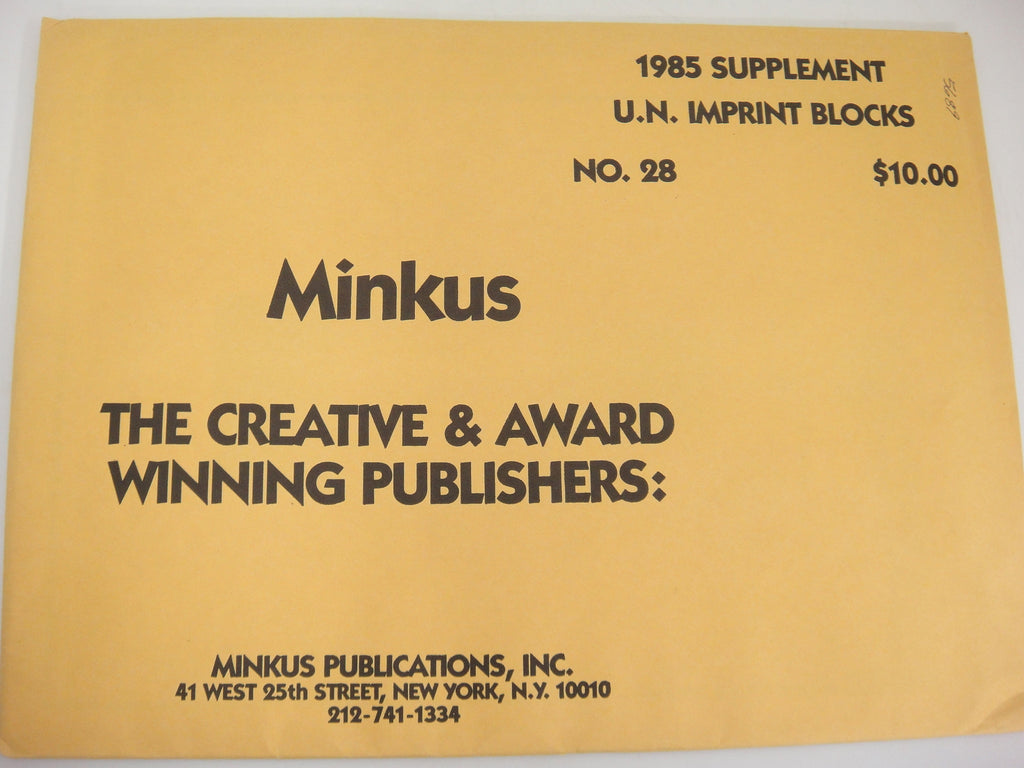 1985 SUPPLEMENT
U.N. IMPRINT BLOCKS
NO. 28 $10.00
Minkus
THE CREATIVE & AWARD
WINNING PUBLISHERS:
MINKUS PUBLICATIONS, INC.
41 WEST 25th STREET, NEW YORK, N.Y. 10010
212-741-1334